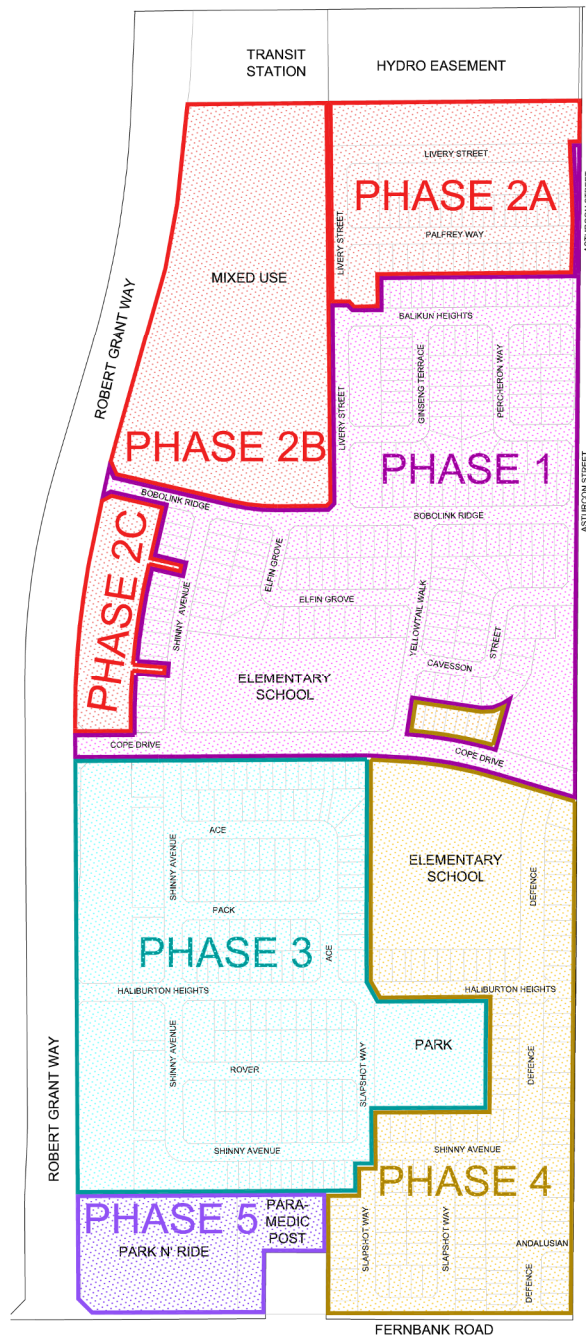 TRANSIT
STATION
HYDRO EASEMENT
LIVERY STREET
PHASE 2A
PALFREY WAY
LIVERY STREET
MIXED USE
ROBERT GRANT WAY
BALIKUN HEIGHTS
GINSENG TERRACE
PERCHERON WAY
LIVERY STREET
PHASE 2B
PHASE 1
ASTURCON STREET
BOBOLINK RIDGE
BOBOLINK RIDGE
PHASE 2C
ELFIN GROVE
ELFIN GROVE
SHINNY AVENUE
YELLOWTAIL WALK
STREET
CAVESSON
ELEMENTARY
SCHOOL
COPE DRIVE
COPE DRIVE
ACE
SHINNY AVENUE
ELEMENTARY
SCHOOL
DEFENCE
PACK
PHASE 3
ACE
HALIBURTON HEIGHTS
HALIBURTON HEIGHTS
SHINNY AVENUE
ROVER
SLAPSHOT WAY
PARK
DEFENCE
ROBERT GRANT WAY
SHINNY AVENUE
SHINNY AVENUE
PHASE 4
PHASE 5
PARA-
MEDIC
POST
PARK N' RIDE
SLAPSHOT WAY
SLAPSHOT WAY
ANDALUSIAN
DEFENCE
FERNBANK ROAD